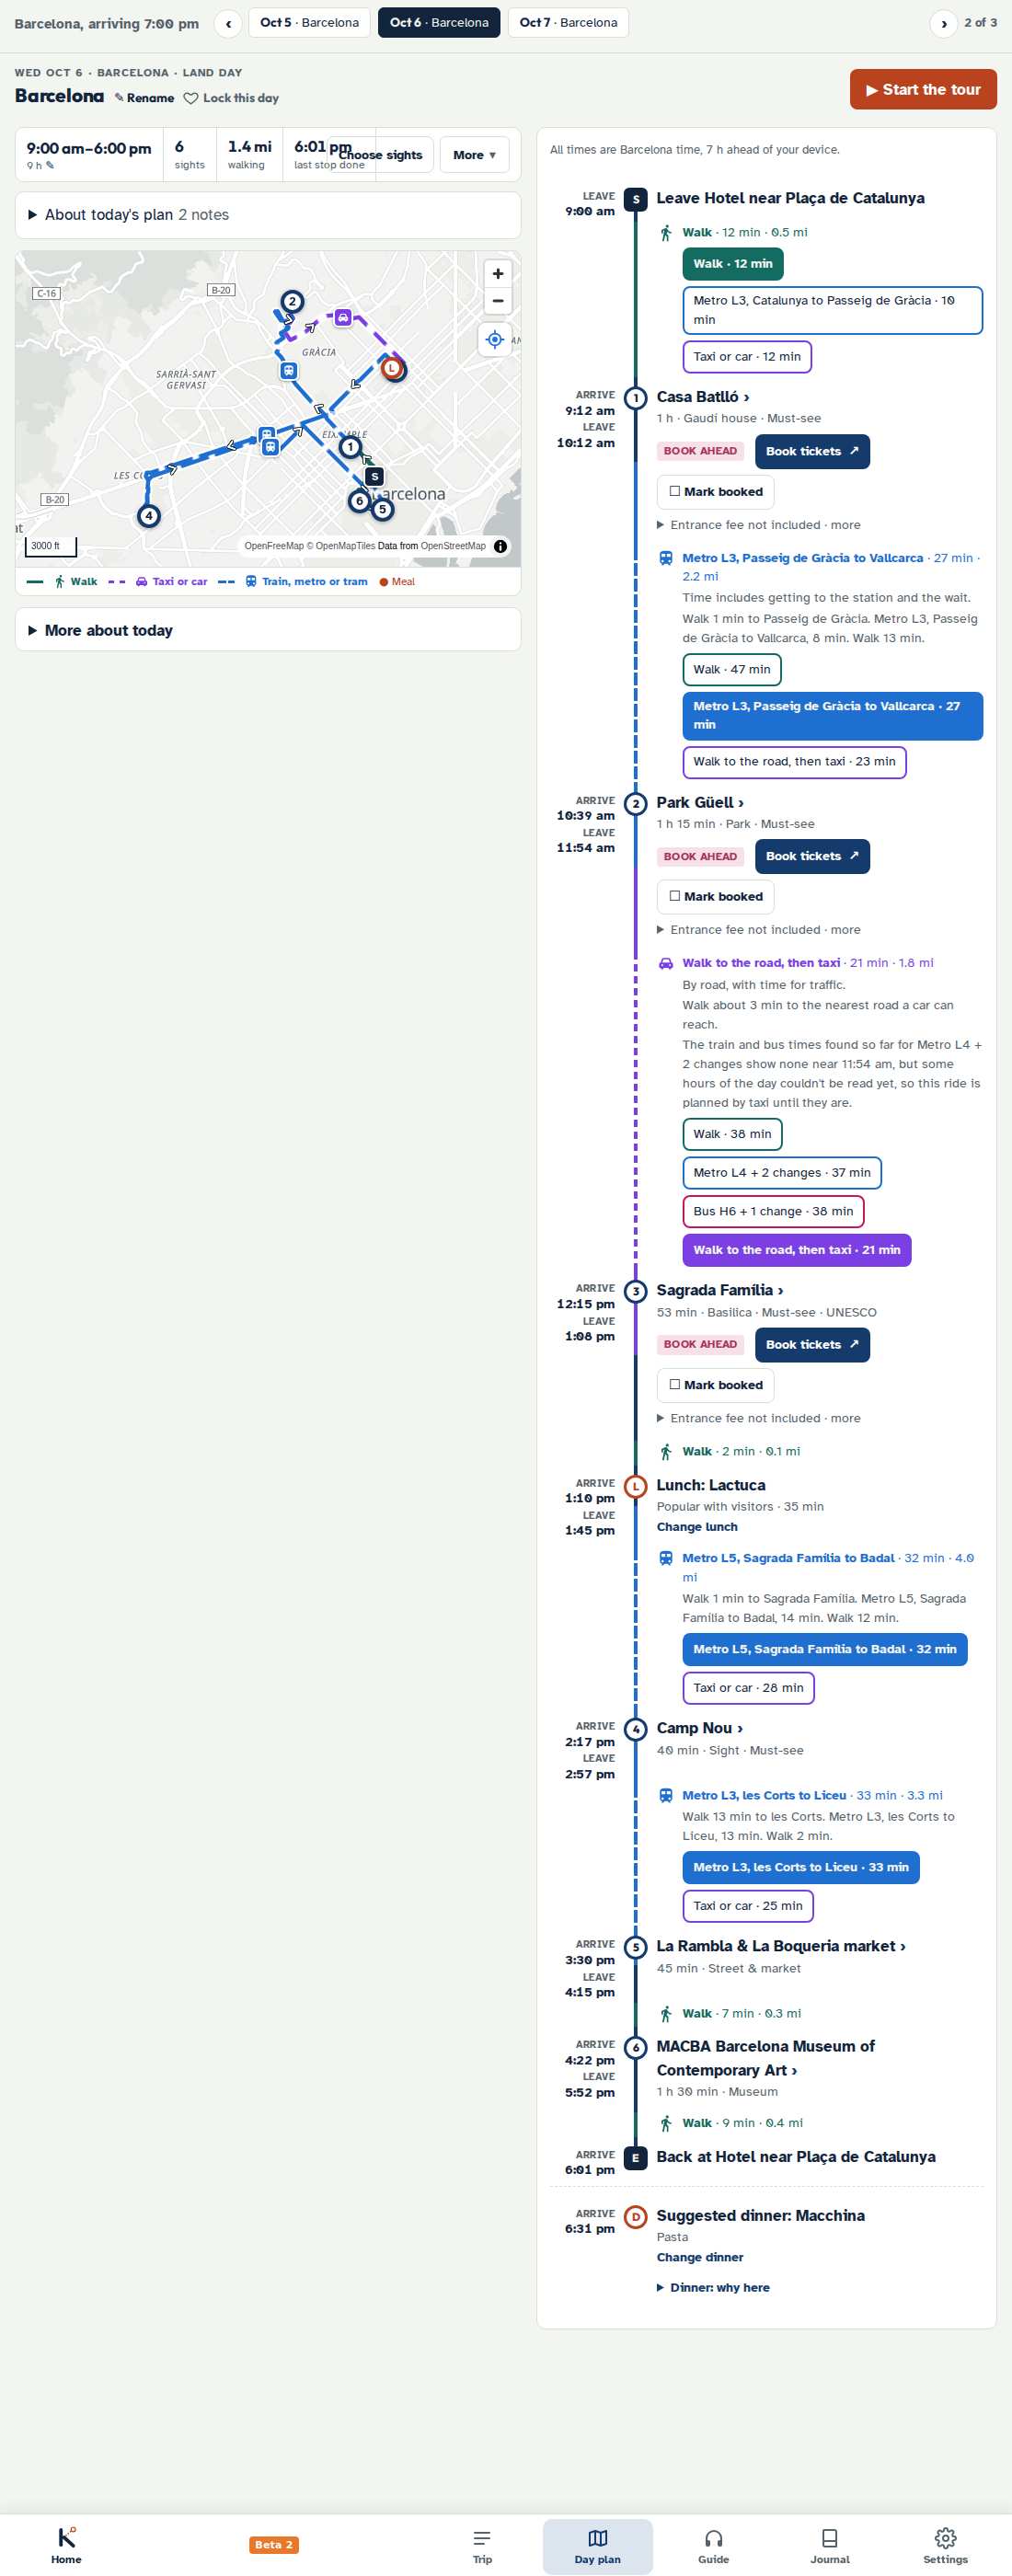 Barcelona, arriving 7:00 pm
‹
Oct 5 · Barcelona
Oct 6 · Barcelona
Oct 7 · Barcelona
›
2 of 3
WED OCT 6 · BARCELONA · LAND DAY
Barcelona
✎ Rename
Lock this day
▶ Start the tour
9:00 am–6:00 pm
9 h ✎
6
sights
1.4 mi
walking
6:01 pm
last stop done
Choose sights
More ▾
▶ About today's plan 2 notes
C-16
B-20
2
GRÀCIA
SARRIÀ-SANT
GERVASI
L
1
S
6
5
arcelona
4
B-20
+
−
3000 ft
OpenFreeMap © OpenMapTiles Data from OpenStreetMap
Walk
Taxi or car
Train, metro or tram
Meal
▶ More about today
All times are Barcelona time, 7 h ahead of your device.
LEAVE
9:00 am
S
Leave Hotel near Plaça de Catalunya
Walk · 12 min · 0.5 mi
Walk · 12 min
Metro L3, Catalunya to Passeig de Gràcia · 10
min
Taxi or car · 12 min
ARRIVE
9:12 am
LEAVE
10:12 am
1
Casa Batlló ›
1 h · Gaudí house · Must-see
BOOK AHEAD
Book tickets ↗
☐ Mark booked
▶ Entrance fee not included · more
Metro L3, Passeig de Gràcia to Vallcarca · 27 min ·
2.2 mi
Time includes getting to the station and the wait.
Walk 1 min to Passeig de Gràcia. Metro L3, Passeig
de Gràcia to Vallcarca, 8 min. Walk 13 min.
Walk · 47 min
Metro L3, Passeig de Gràcia to Vallcarca · 27
min
Walk to the road, then taxi · 23 min
ARRIVE
10:39 am
LEAVE
11:54 am
2
Park Güell ›
1 h 15 min · Park · Must-see
BOOK AHEAD
Book tickets ↗
☐ Mark booked
▶ Entrance fee not included · more
Walk to the road, then taxi · 21 min · 1.8 mi
By road, with time for traffic.
Walk about 3 min to the nearest road a car can
reach.
The train and bus times found so far for Metro L4 +
2 changes show none near 11:54 am, but some
hours of the day couldn't be read yet, so this ride is
planned by taxi until they are.
Walk · 38 min
Metro L4 + 2 changes · 37 min
Bus H6 + 1 change · 38 min
Walk to the road, then taxi · 21 min
ARRIVE
12:15 pm
LEAVE
1:08 pm
3
Sagrada Família ›
53 min · Basilica · Must-see · UNESCO
BOOK AHEAD
Book tickets ↗
☐ Mark booked
▶ Entrance fee not included · more
Walk · 2 min · 0.1 mi
ARRIVE
1:10 pm
LEAVE
1:45 pm
L
Lunch: Lactuca
Popular with visitors · 35 min
Change lunch
Metro L5, Sagrada Família to Badal · 32 min · 4.0
mi
Walk 1 min to Sagrada Família. Metro L5, Sagrada
Família to Badal, 14 min. Walk 12 min.
Metro L5, Sagrada Família to Badal · 32 min
Taxi or car · 28 min
ARRIVE
2:17 pm
LEAVE
2:57 pm
4
Camp Nou ›
40 min · Sight · Must-see
Metro L3, les Corts to Liceu · 33 min · 3.3 mi
Walk 13 min to les Corts. Metro L3, les Corts to
Liceu, 13 min. Walk 2 min.
Metro L3, les Corts to Liceu · 33 min
Taxi or car · 25 min
ARRIVE
3:30 pm
LEAVE
4:15 pm
5
La Rambla & La Boqueria market ›
45 min · Street & market
Walk · 7 min · 0.3 mi
ARRIVE
4:22 pm
LEAVE
5:52 pm
6
MACBA Barcelona Museum of
Contemporary Art ›
1 h 30 min · Museum
Walk · 9 min · 0.4 mi
ARRIVE
6:01 pm
E
Back at Hotel near Plaça de Catalunya
ARRIVE
6:31 pm
D
Suggested dinner: Macchina
Pasta
Change dinner
▶ Dinner: why here
Home
Beta 2
Trip
Day plan
Guide
Journal
Settings